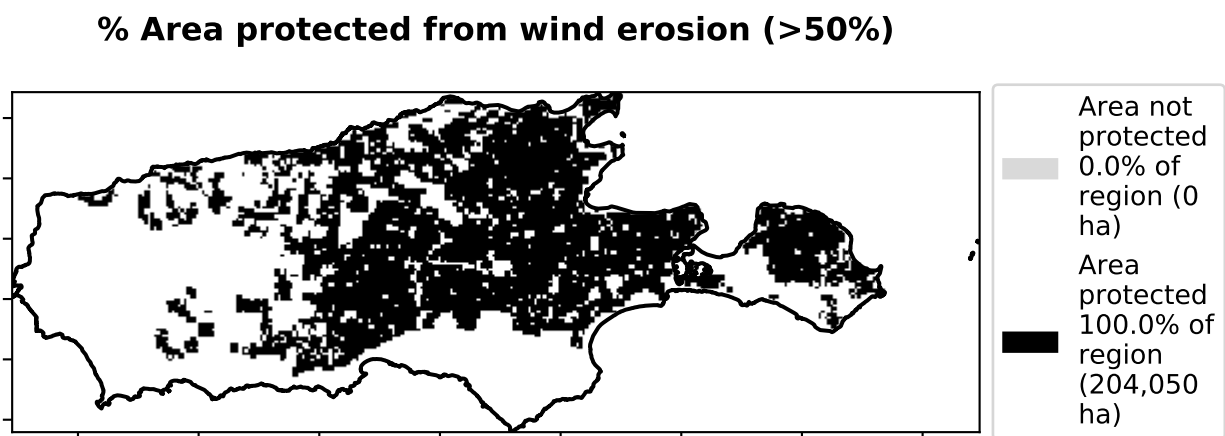 % Area protected from wind erosion (>50%)
Area not
protected
0.0% of
region (0
ha)
Area
protected
100.0% of
region
(204,050
ha)